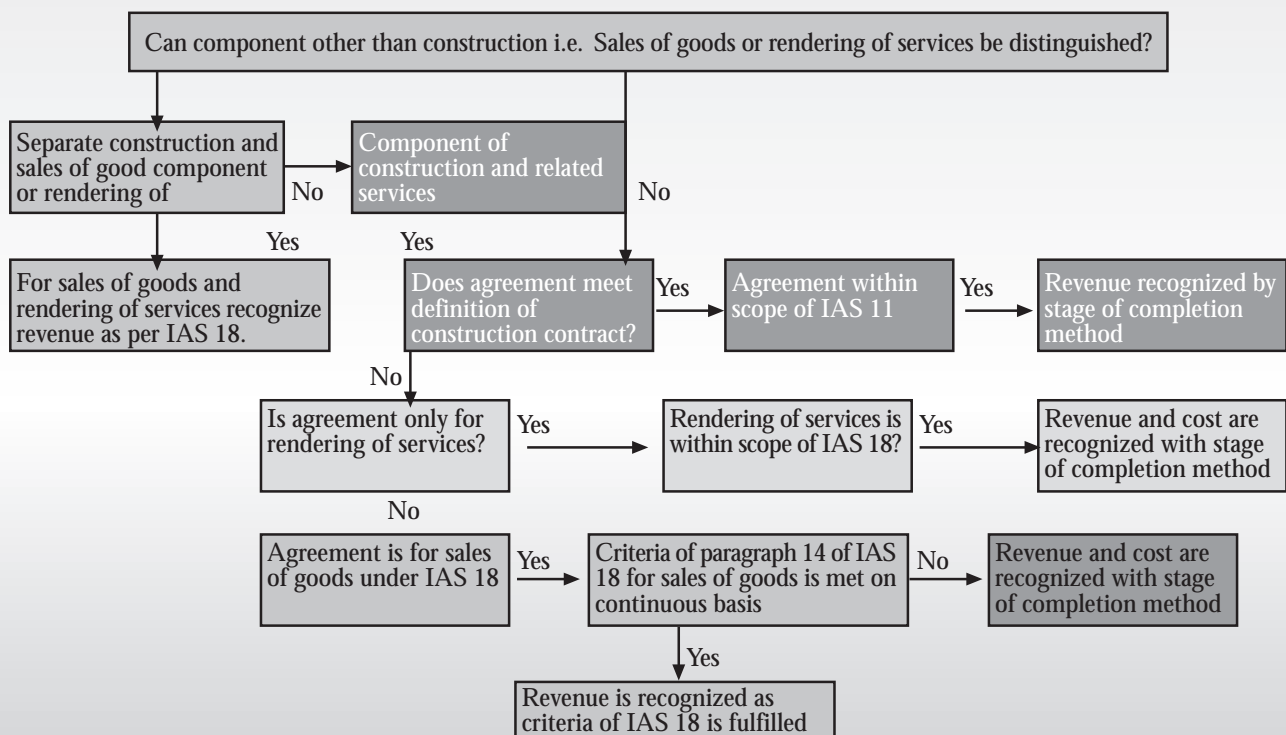 Can component other than construction i.e. Sales of goods or rendering of services be distinguished?
Separate construction and
sales of good component
or rendering of
No
Component of
construction and related
services
No
Yes
Yes
For sales of goods and
rendering of services recognize
revenue as per IAS 18.
Does agreement meet
definition of
construction contract?
Yes
Agreement within
scope of IAS 11
Yes
Revenue recognized by
stage of completion
method
No
Is agreement only for
rendering of services?
Yes
Rendering of services is
within scope of IAS 18?
Yes
Revenue and cost are
recognized with stage
of completion method
No
Agreement is for sales
of goods under IAS 18
Yes
Criteria of paragraph 14 of IAS
18 for sales of goods is met on
continuous basis
No
Revenue and cost are
recognized with stage
of completion method
Yes
Revenue is recognized as
criteria of IAS 18 is fulfilled